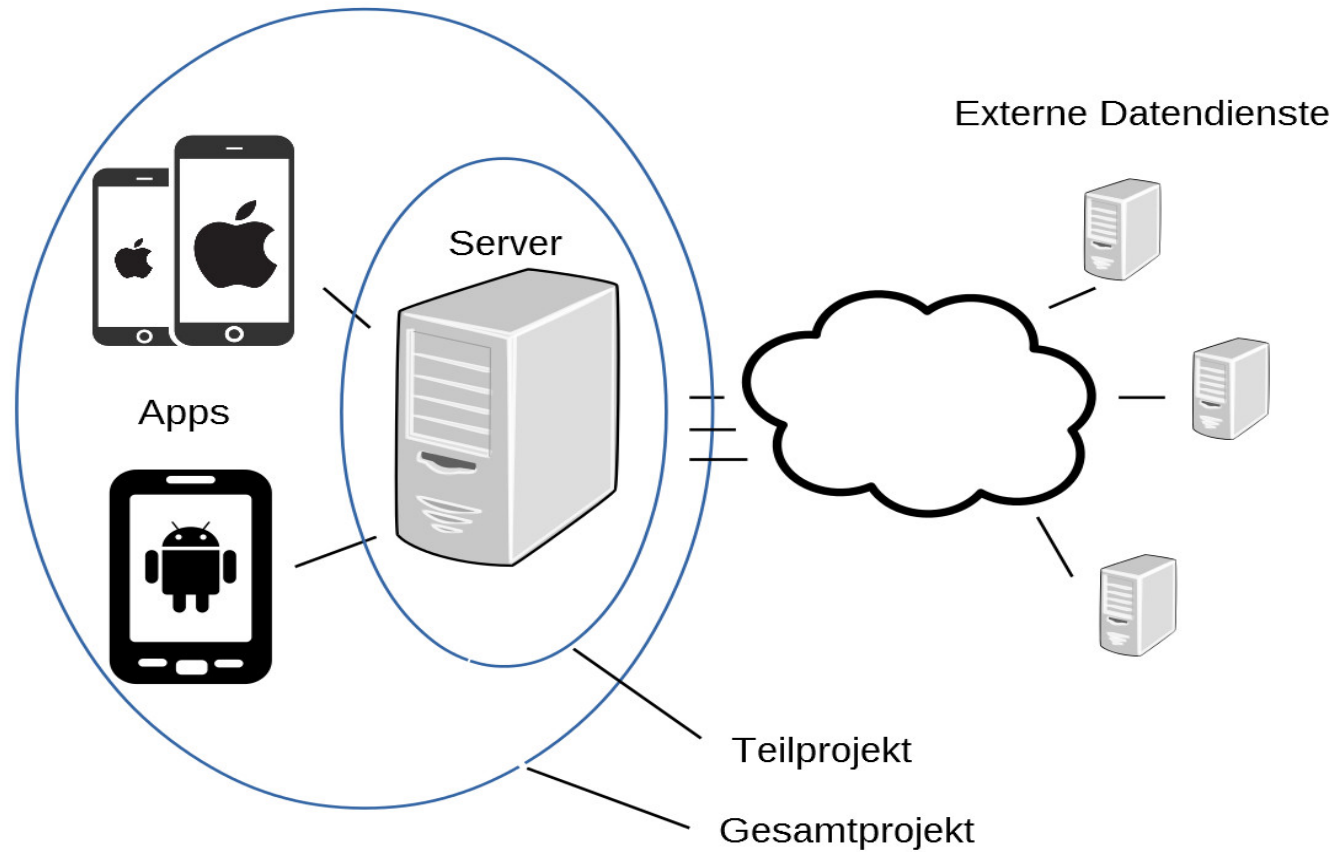 Externe Datendienste
Server
Apps
Teilprojekt
Gesamtprojekt